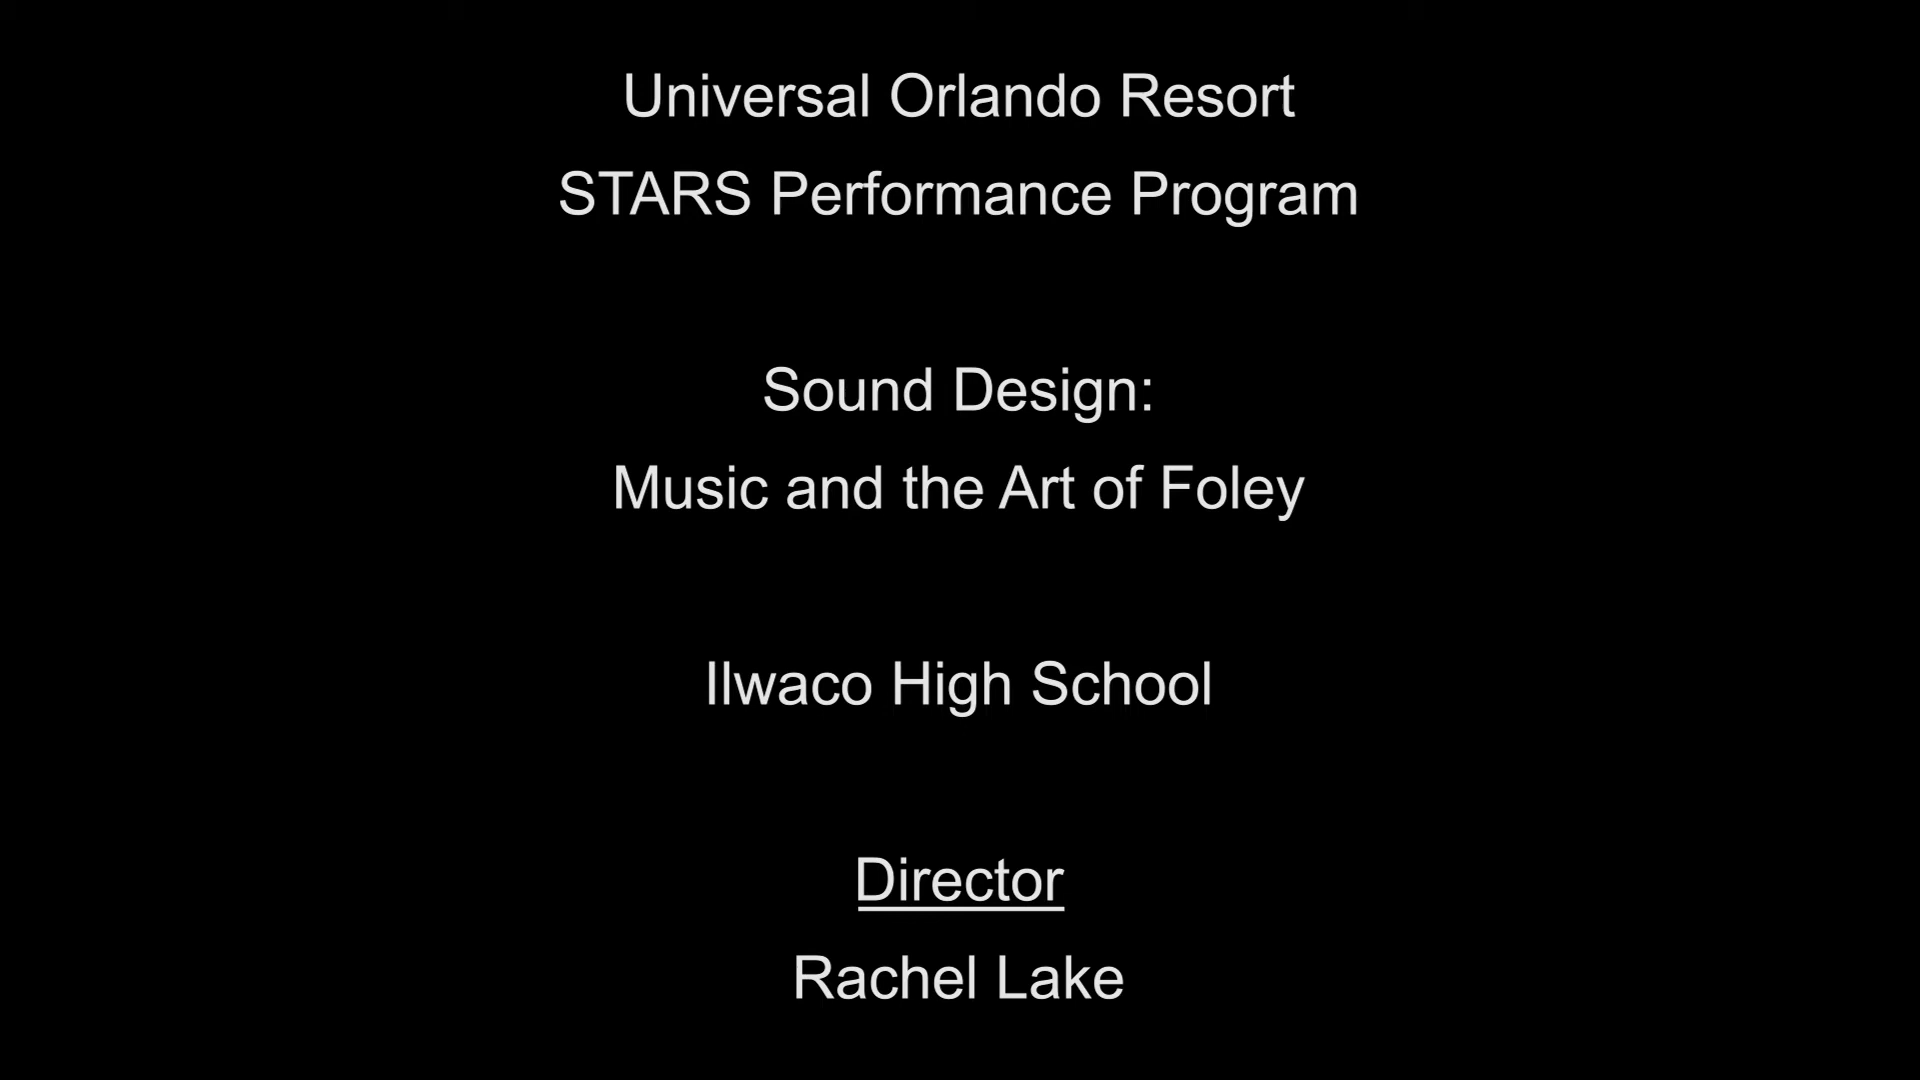 Universal Orlando Resort
STARS Performance Program
Sound Design:
Music and the Art of Foley
Ilwaco High School
Director
Rachel Lake